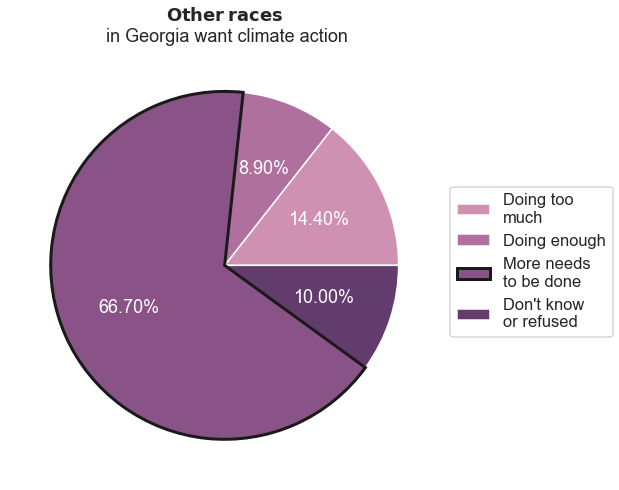 Other races
in Georgia want climate action
8.90%
14.40%
66.70%
10.00%
Doing too
much
Doing enough
More needs
to be done
Don't know
or refused